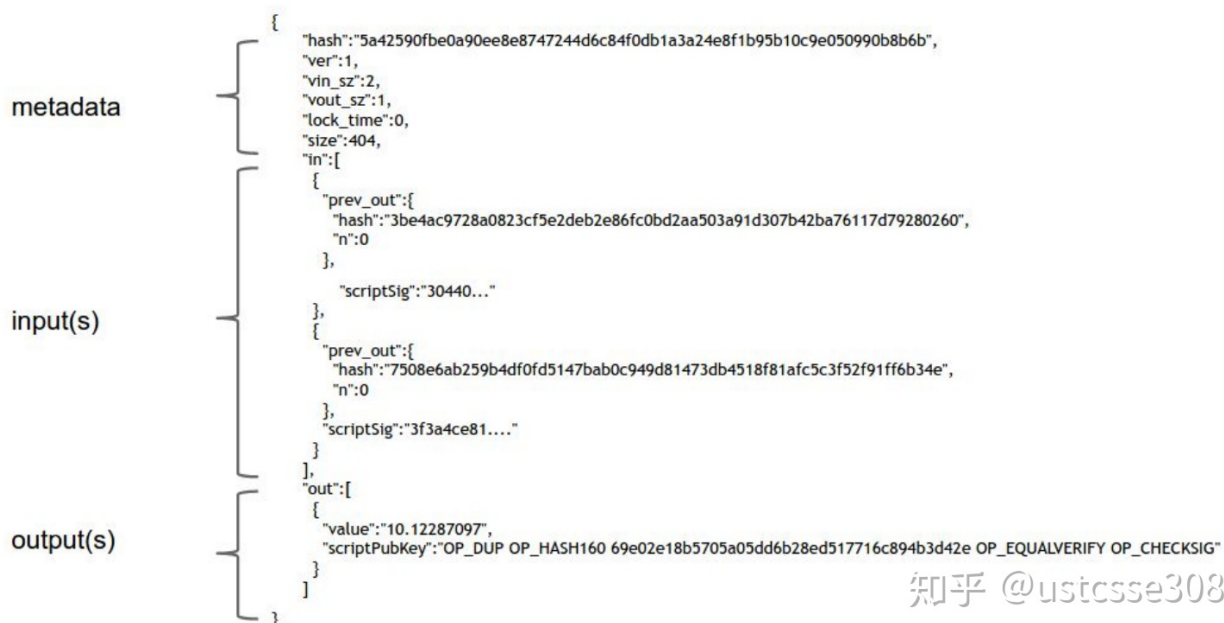 {
"hash":"5a42590fbe0a90ee8e8747244d6c84f0db1a3a24e8f1b95b10c9e050990b8b6b",
"ver":1,
"vin_sz":2,
metadata
"vout_sz":1,
"lock_time":0,
"size":404,
"in":[
{
"prev_out":{
"hash":"3be4ac9728a0823cf5e2deb2e86fc0bd2aa503a91d307b42ba76117d79280260",
"n":0
},
"scriptSig":"30440..."
input(s)
},
{
"prev_out":{
"hash":"7508e6ab259b4df0fd5147bab0c949d81473db4518f81afc5c3f52f91ff6b34e",
"n":0
},
"scriptSig":"3f3a4ce81...."
}
],
"out":[
{
"value":"10.12287097",
output(s)
"scriptPubKey":"OP_DUP OP_HASH160 69e02e18b5705a05dd6b28ed517716c894b3d42e OP_EQUALVERIFY OP_CHECKSIG"
}
]
}
知乎 @ustcsse308